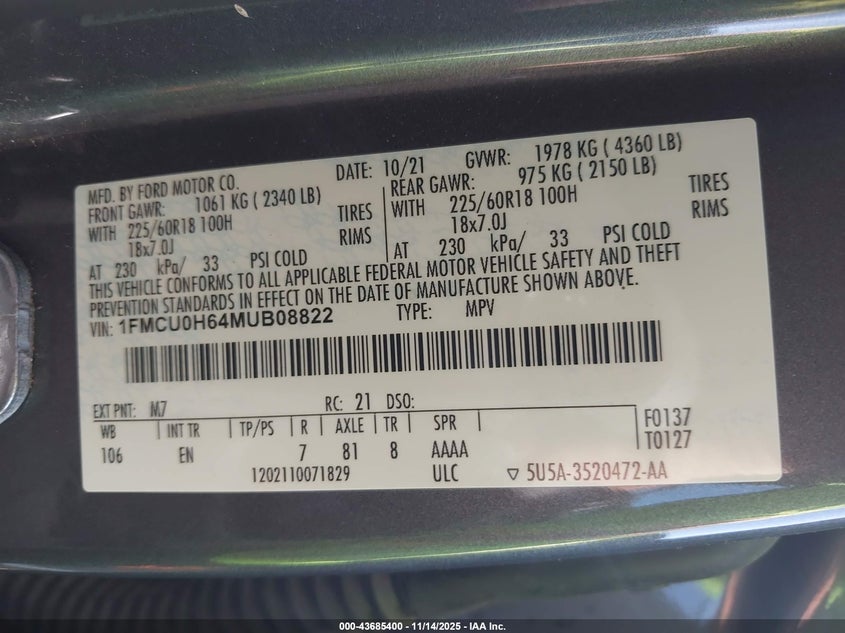 MFD. BY FORD MOTOR CO. DATE: 10/21 GVWR: 1978 KG ( 4360 LB)
FRONT GAWR: 1061 KG ( 2340 LB) REAR GAWR: 975 KG ( 2150 LB)
WITH 225/60R18 100H TIRES WITH 225/60R18 100H TIRES
18x7.0J RIMS 18x7.0J RIMS
AT 230 kPa/ 33 PSI COLD AT 230 kPa/ 33 PSI COLD
THIS VEHICLE CONFORMS TO ALL APPLICABLE FEDERAL MOTOR VEHICLE SAFETY AND THEFT
PREVENTION STANDARDS IN EFFECT ON THE DATE OF MANUFACTURE SHOWN ABOVE.
VIN: 1FMCU0H64MUB08822 TYPE: MPV
EXT PNT: M7 RC: 21 DSO:
WB INT TR TP/PS R AXLE TR SPR F0137
106 EN 7 81 8 AAAA T0127
1202110071829 ULC ▽ 5U5A-3520472-AA
000-43685400 - 11/14/2025 - IAA Inc.